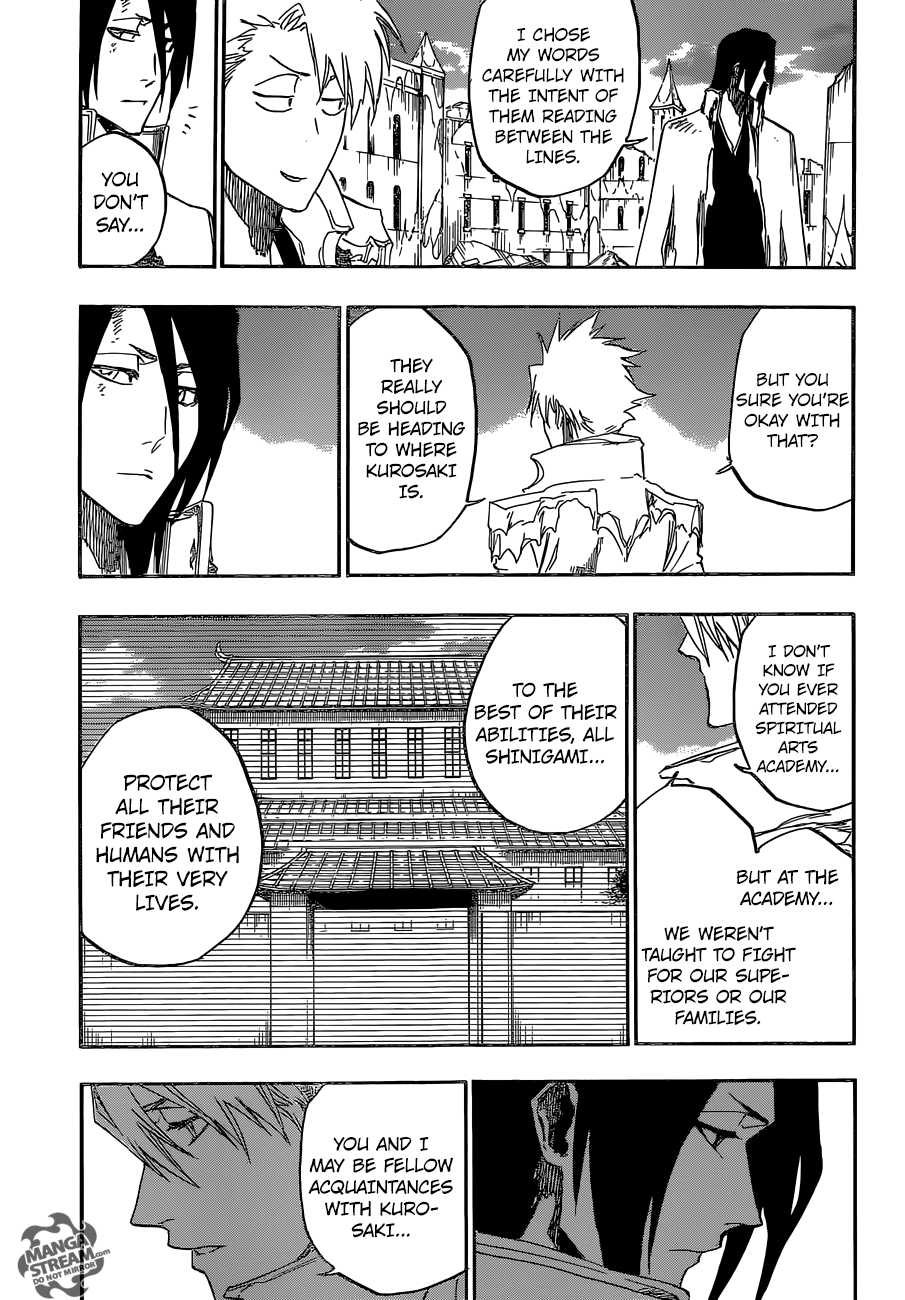 I CHOSE
MY WORDS
CAREFULLY WITH
THE INTENT OF
THEM READING
BETWEEN THE
LINES.
YOU
DON'T
SAY...
BUT YOU
SURE YOU'RE
OKAY WITH
THAT?
THEY
REALLY
SHOULD
BE HEADING
TO WHERE
KUROSAKI
IS.
I DON'T
KNOW IF
YOU EVER
ATTENDED
SPIRITUAL
ARTS
ACADEMY...
BUT AT THE
ACADEMY...
WE WEREN'T
TAUGHT TO FIGHT
FOR OUR SUPE-
RIORS OR OUR
FAMILIES.
TO THE
BEST OF THEIR
ABILITIES, ALL
SHINIGAMI...
PROTECT
ALL THEIR
FRIENDS AND
HUMANS WITH
THEIR VERY
LIVES.
YOU AND I
MAY BE FELLOW
ACQUAINTANCES
WITH KURO-
SAKI...
MANGA
STREAM.com
DO NOT MIRROR